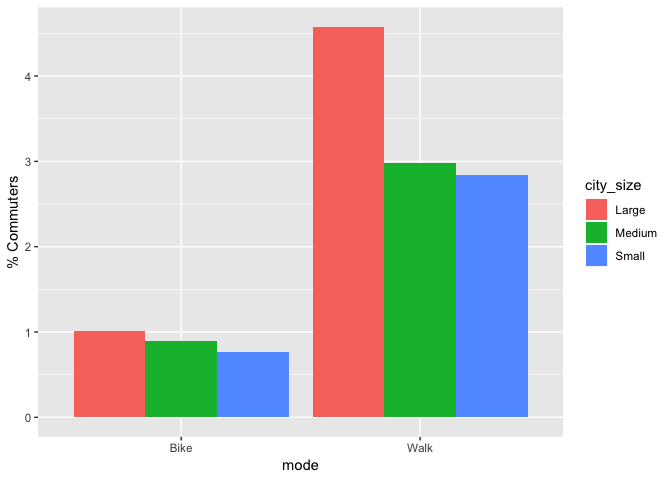 % Commuters
4
3
2
1
0
Bike
Walk
mode
city_size
Large
Medium
Small